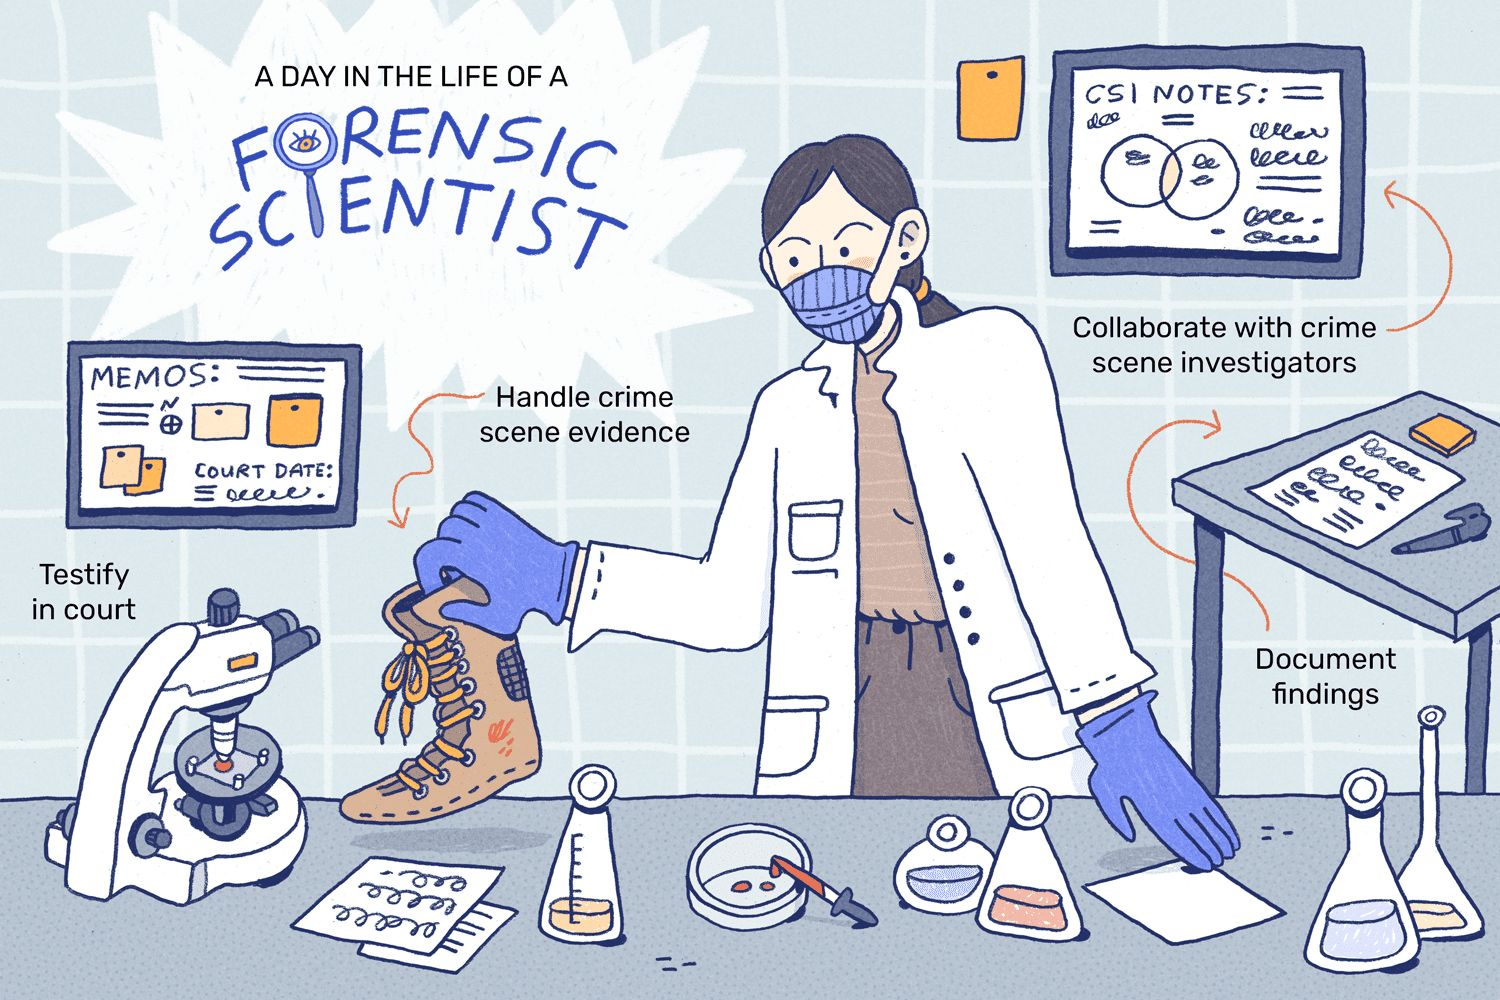 A DAY IN THE LIFE OF A
FORENSIC
SCIENTIST
CSI NOTES:
Collaborate with crime
scene investigators
MEMOS:
N
COURT DATE:
Handle crime
scene evidence
Testify
in court
Document
findings